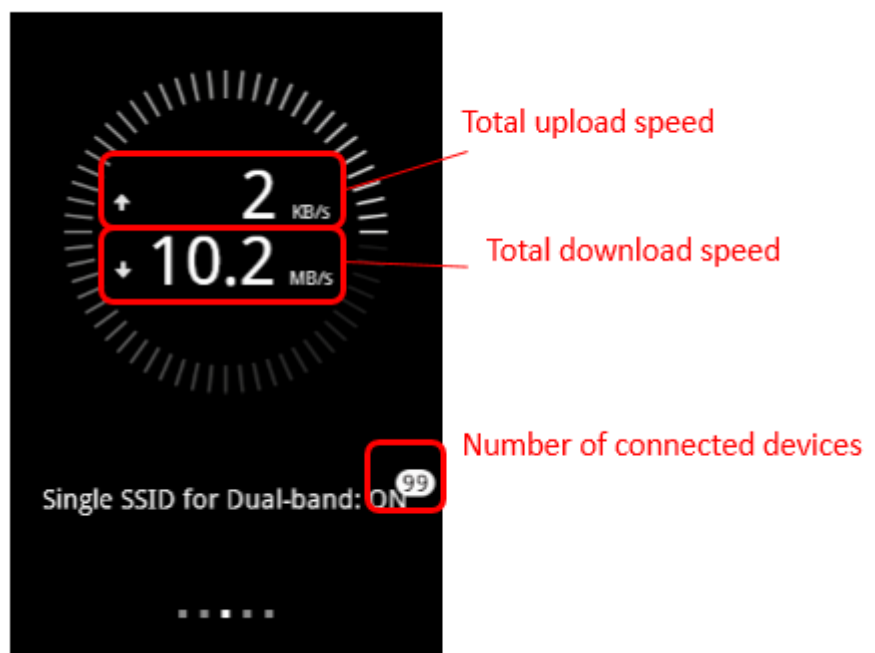 Total upload speed
2 KB/s
Total download speed
10.2 MB/s
Number of connected devices
99
Single SSID for Dual-band: ON